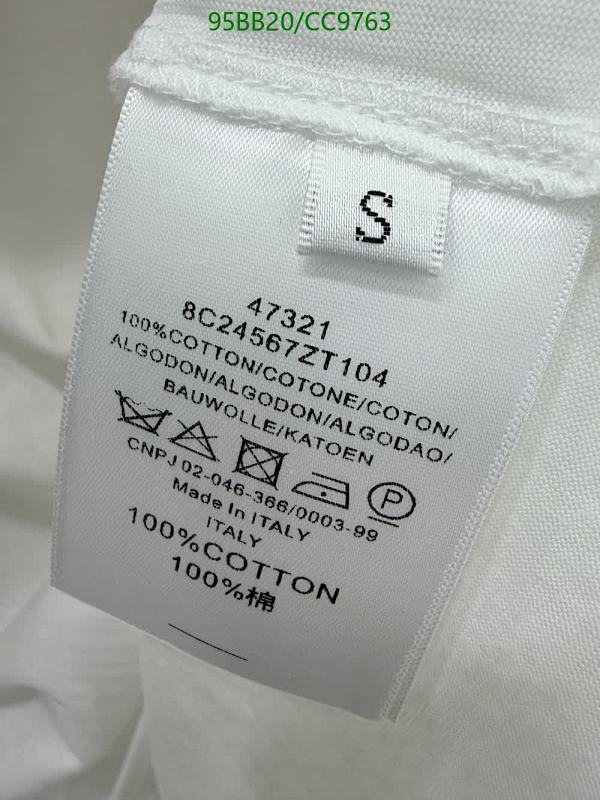 95BB20/CC9763
S
47321
8C24567ZT104
100%COTTON/COTONE/COTON/
ALGODON/ALGODON/ALGODAO/
BAUWOLLE/KATOEN
P
CNPJ 02-046-366/0003-99
Made In ITALY
ITALY
100%COTTON
100%棉